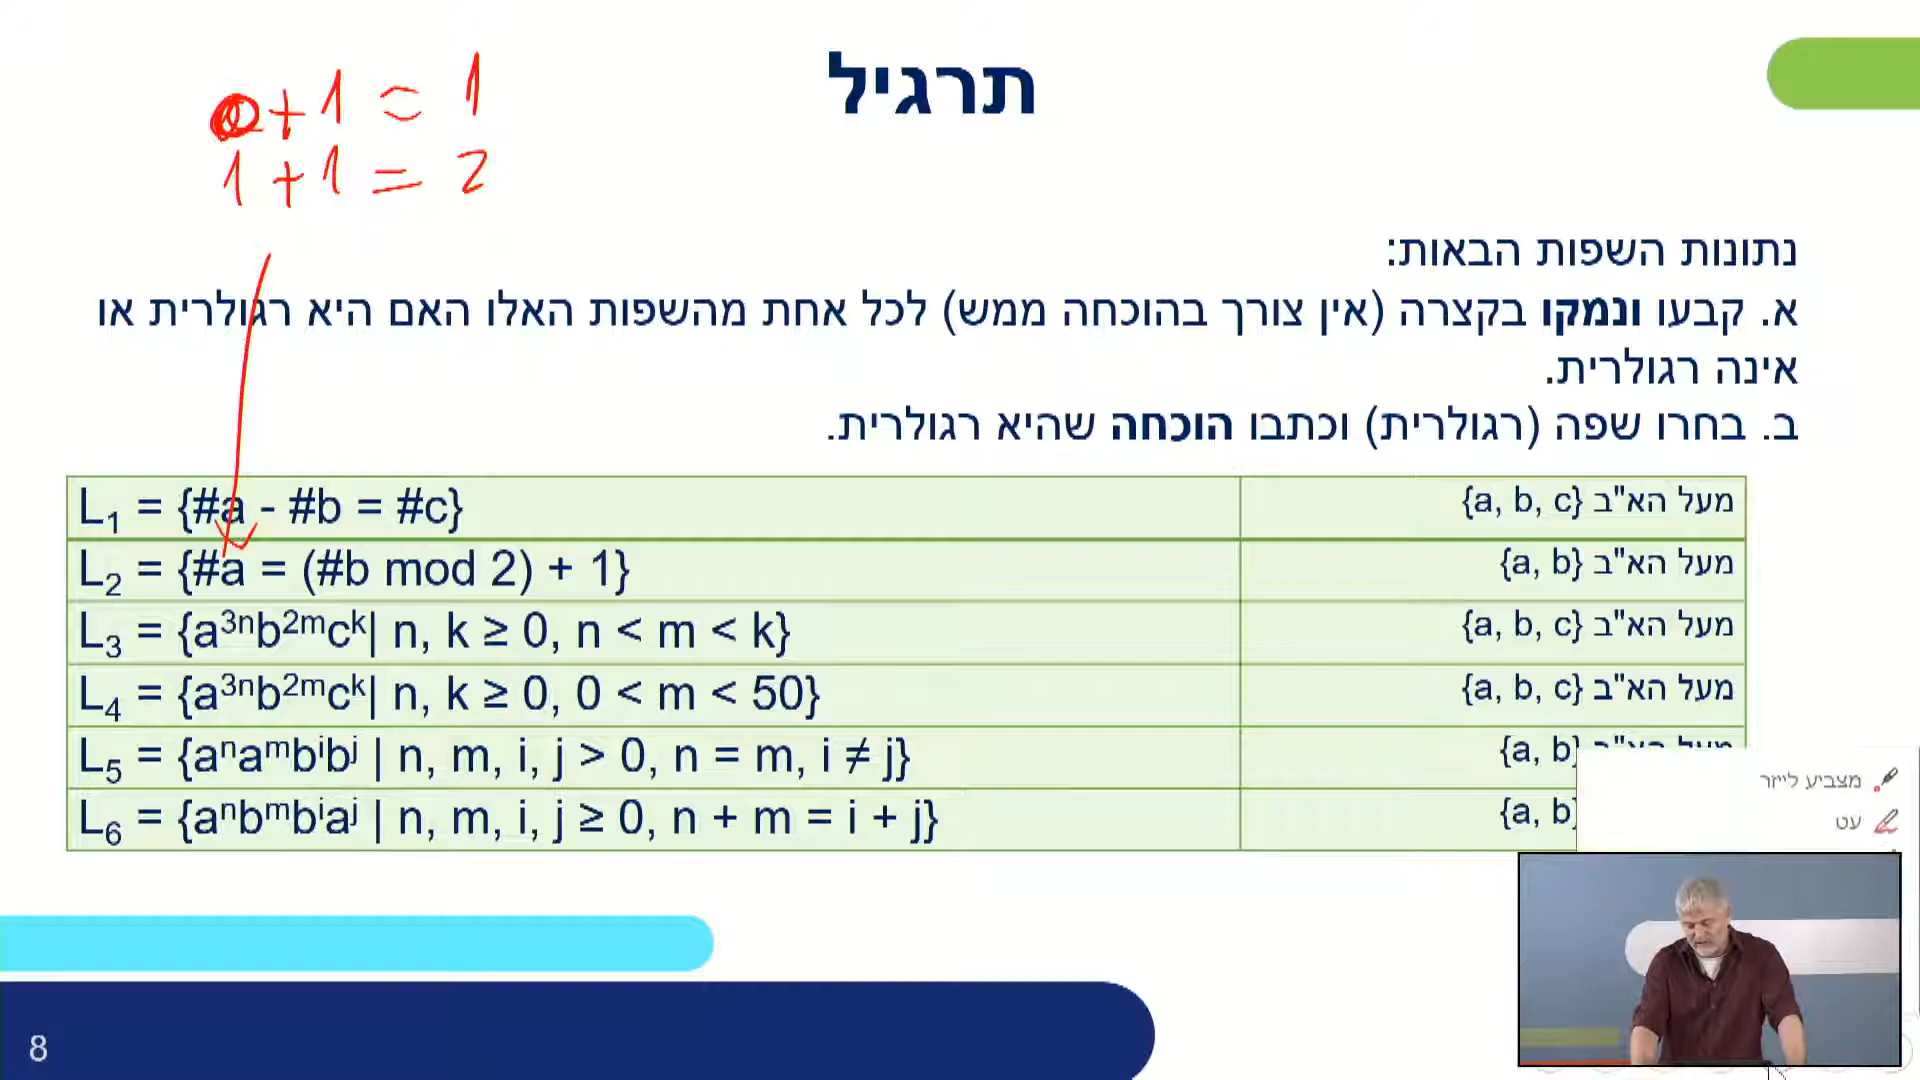 תרגיל
0 + 1 = 1
1 + 1 = 2
נתונות השפות הבאות:
א. קבעו ונמקו בקצרה (אין צורך בהוכחה ממש) לכל אחת מהשפות האלו האם היא רגולרית או
אינה רגולרית.
ב. בחרו שפה (רגולרית) וכתבו הוכחה שהיא רגולרית.
L₁ = {#a - #b = #c} מעל הא"ב {a, b, c}
L₂ = {#a = (#b mod 2) + 1} מעל הא"ב {a, b}
L₃ = {a³ⁿb²ᵐcᵏ| n, k ≥ 0, n < m < k} מעל הא"ב {a, b, c}
L₄ = {a³ⁿb²ᵐcᵏ| n, k ≥ 0, 0 < m < 50} מעל הא"ב {a, b, c}
L₅ = {aⁿaᵐbⁱbʲ | n, m, i, j > 0, n = m, i ≠ j} מעל הא"ב {a, b}
L₆ = {aⁿbᵐbⁱaʲ | n, m, i, j ≥ 0, n + m = i + j} {a, b
מצביע לייזר
עט
8